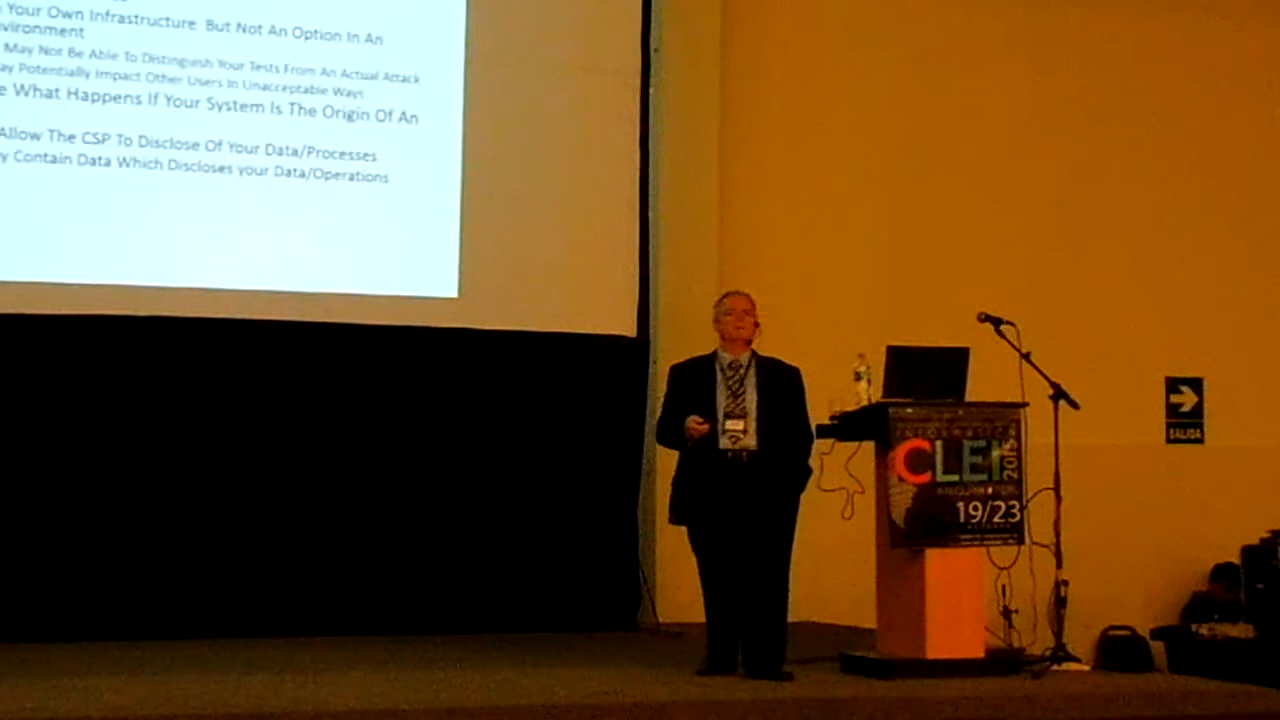 Your Own Infrastructure But Not An Option In An
vironment
May Not Be Able To Distinguish Your Tests From An Actual Attack
ay Potentially Impact Other Users In Unacceptable Ways
e What Happens If Your System Is The Origin Of An
Allow The CSP To Disclose Of Your Data/Processes
y Contain Data Which Discloses your Data/Operations
INFORMATICA
CLEI 2015
19/23
SALIDA